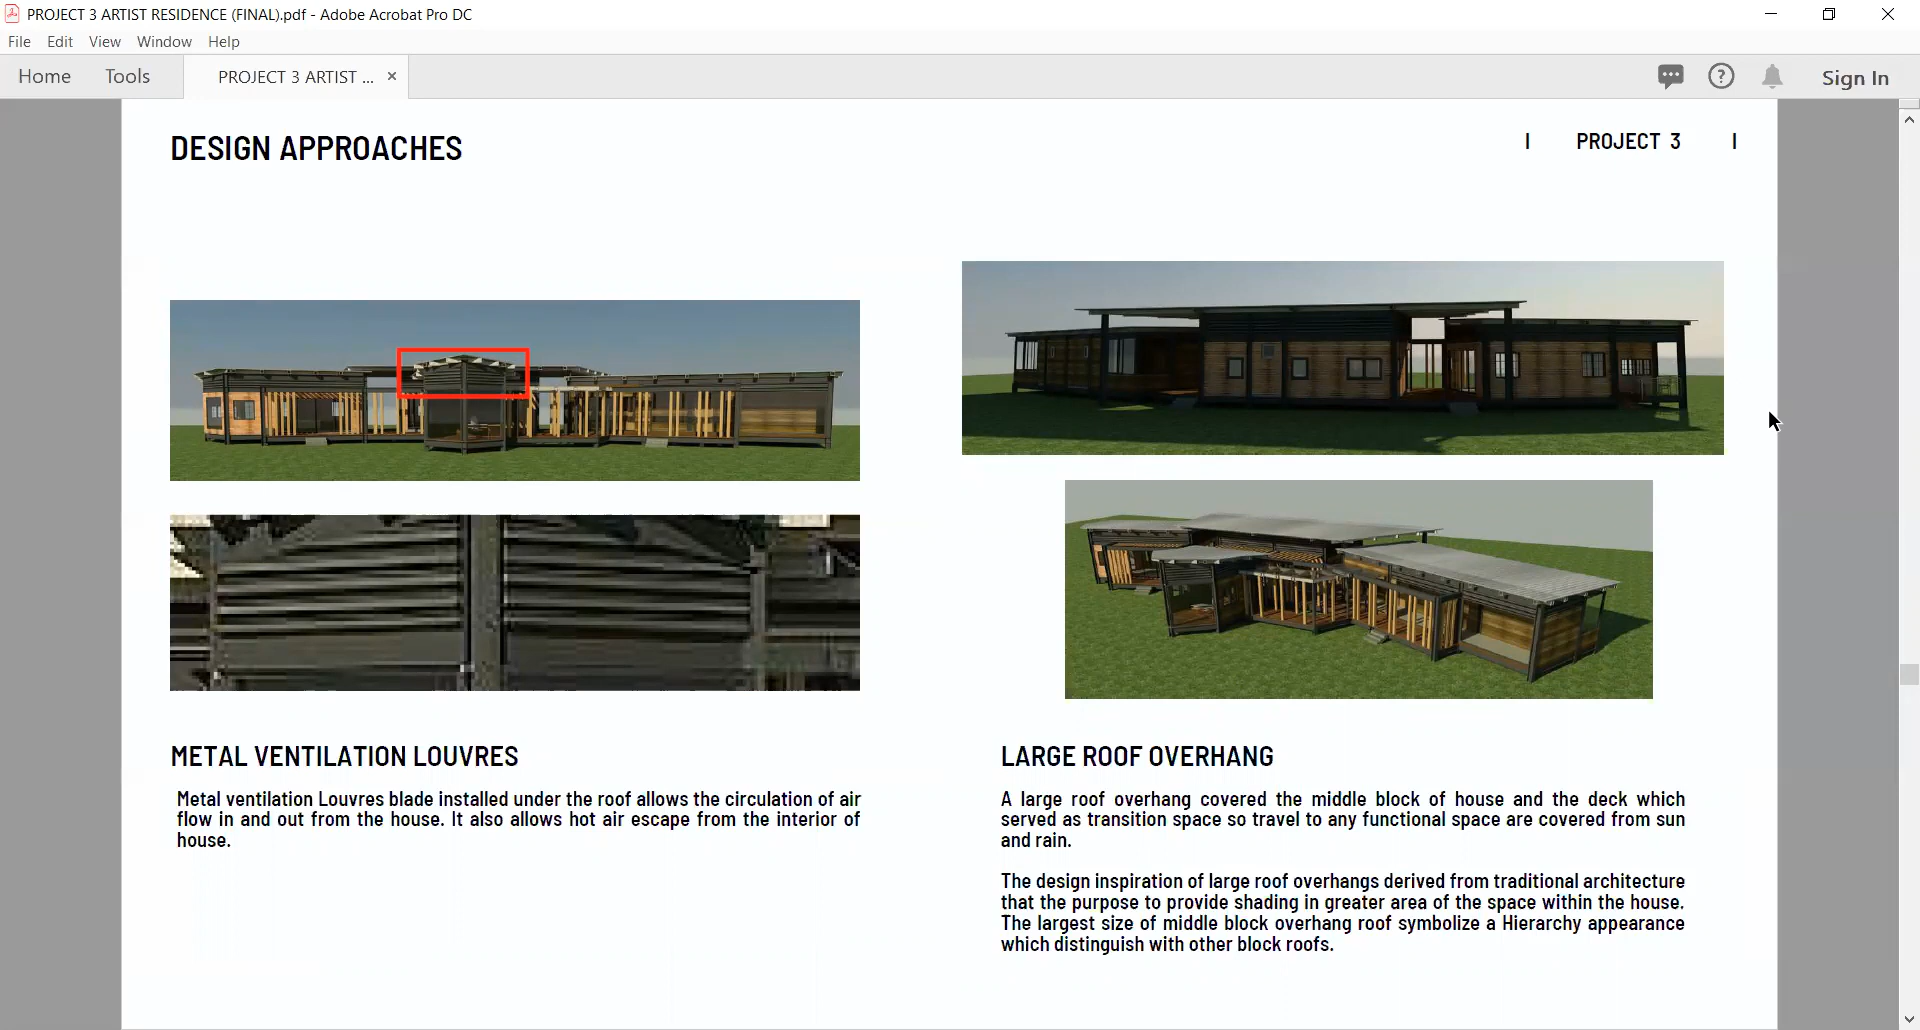 PROJECT 3 ARTIST RESIDENCE (FINAL).pdf - Adobe Acrobat Pro DC
File Edit View Window Help
Home Tools PROJECT 3 ARTIST ... × Sign In
DESIGN APPROACHES
| PROJECT 3 |
METAL VENTILATION LOUVRES
Metal ventilation Louvres blade installed under the roof allows the circulation of air
flow in and out from the house. It also allows hot air escape from the interior of
house.
LARGE ROOF OVERHANG
A large roof overhang covered the middle block of house and the deck which
served as transition space so travel to any functional space are covered from sun
and rain.
The design inspiration of large roof overhangs derived from traditional architecture
that the purpose to provide shading in greater area of the space within the house.
The largest size of middle block overhang roof symbolize a Hierarchy appearance
which distinguish with other block roofs.